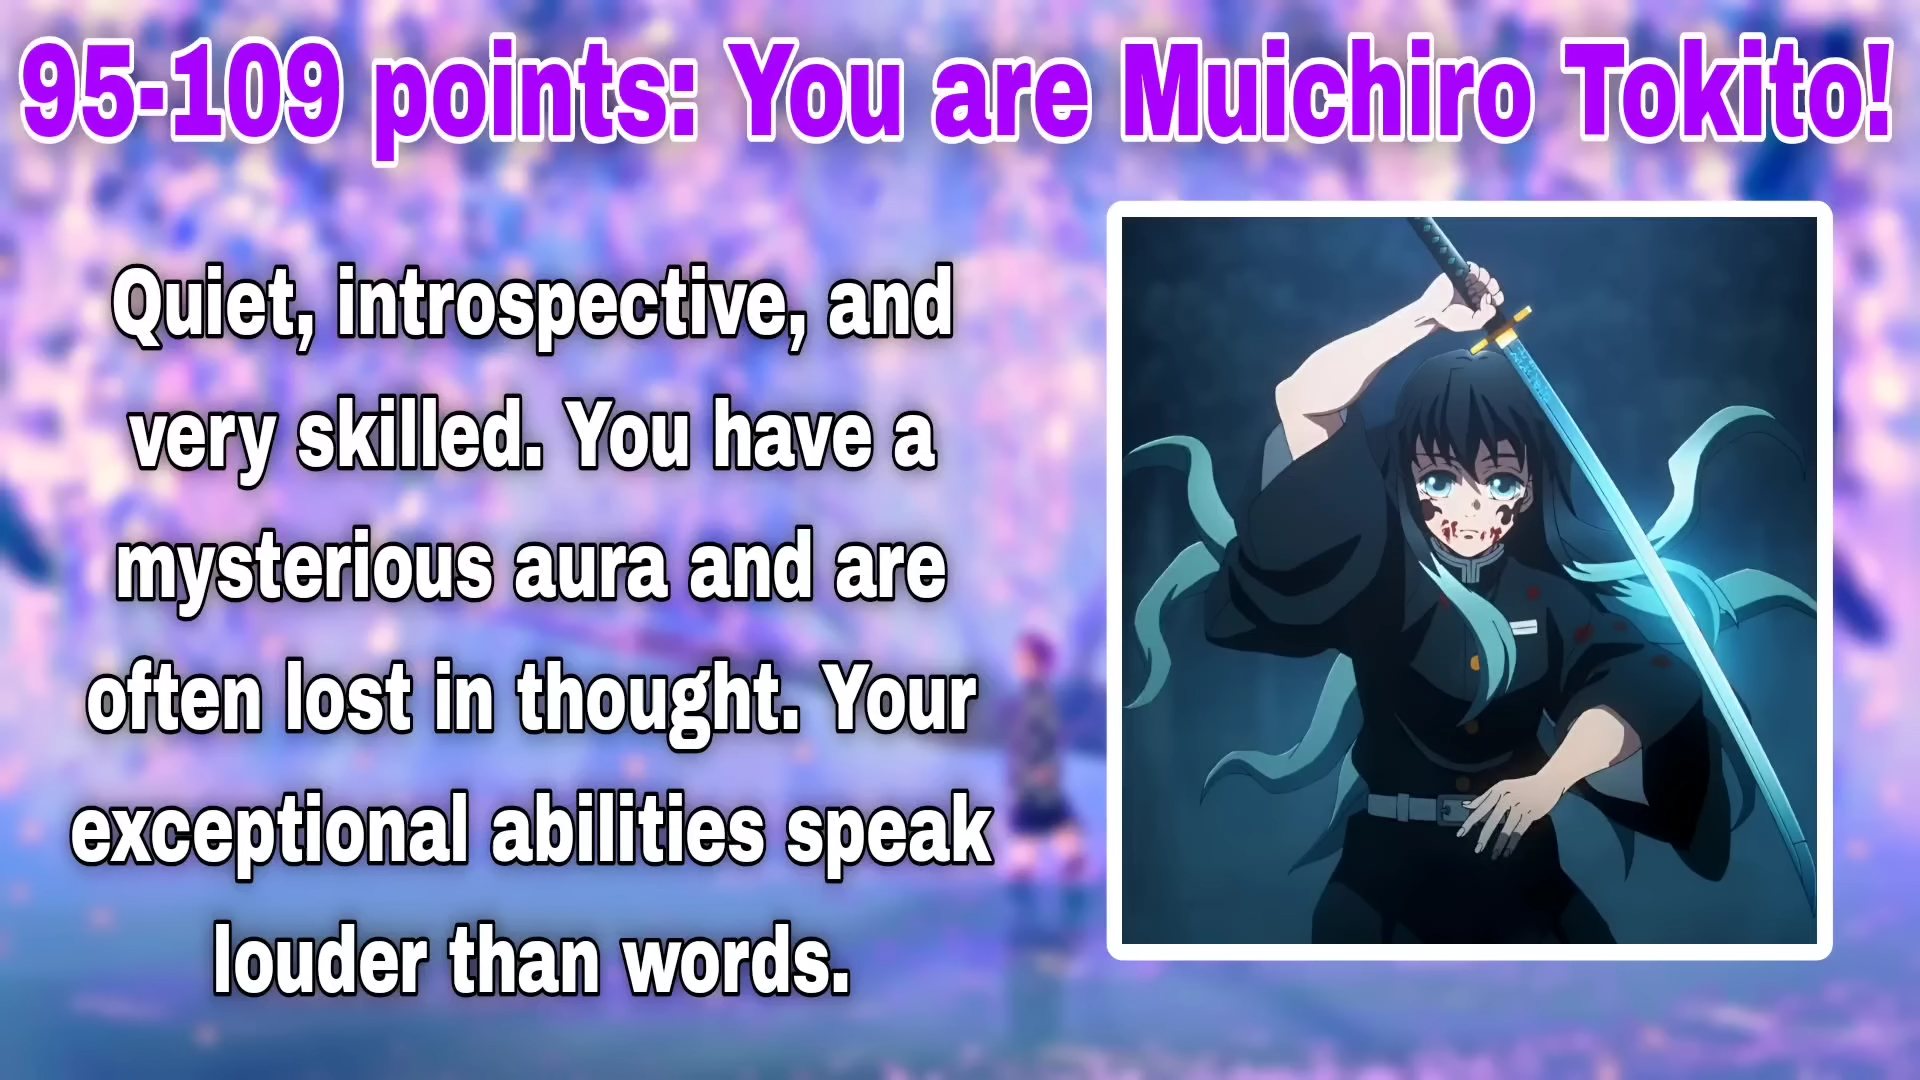 95-109 points: You are Muichiro Tokito!
Quiet, introspective, and
very skilled. You have a
mysterious aura and are
often lost in thought. Your
exceptional abilities speak
louder than words.